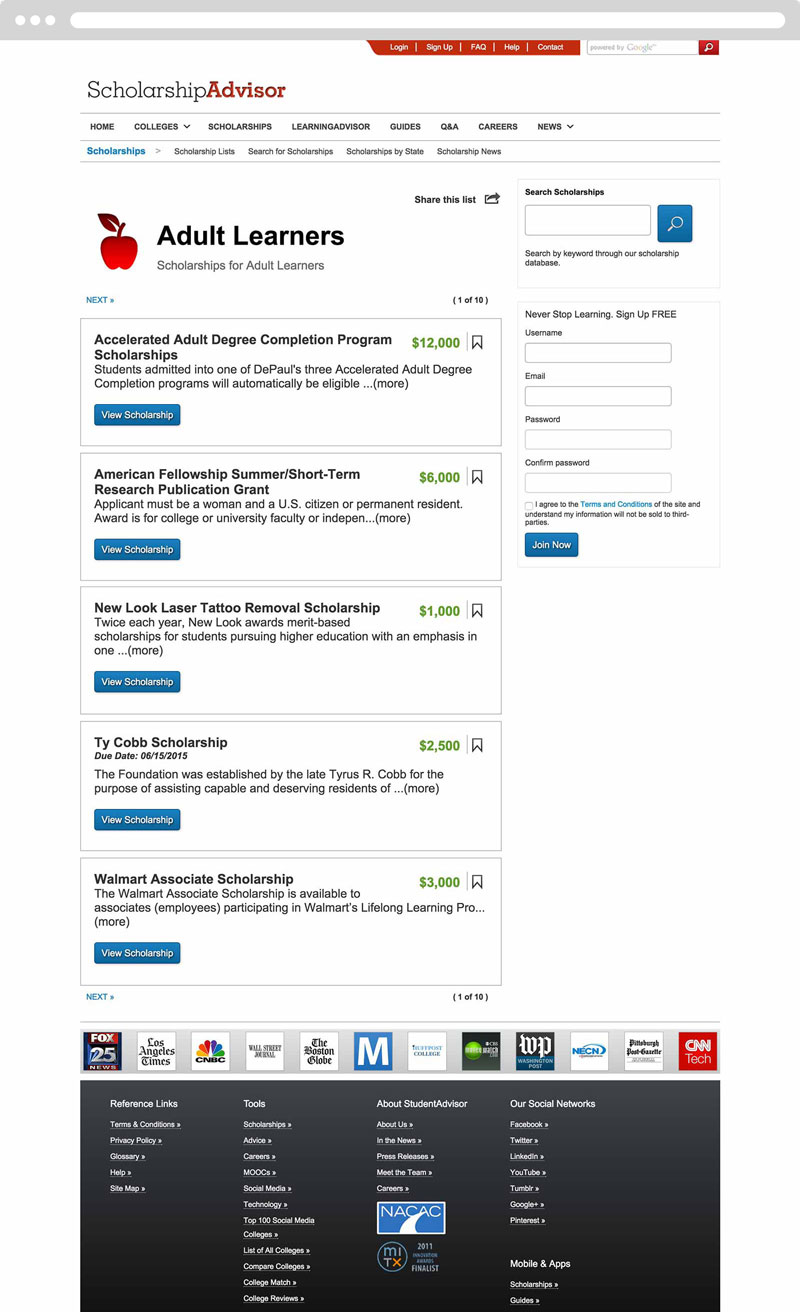 Login | Sign Up | FAQ | Help | Contact
powered by Google™
ScholarshipAdvisor
HOME COLLEGES SCHOLARSHIPS LEARNINGADVISOR GUIDES Q&A CAREERS NEWS
Scholarships > Scholarship Lists Search for Scholarships Scholarships by State Scholarship News
Share this list
Adult Learners
Scholarships for Adult Learners
NEXT » ( 1 of 10 )
Accelerated Adult Degree Completion Program $12,000
Scholarships
Students admitted into one of DePaul's three Accelerated Adult Degree
Completion programs will automatically be eligible ...(more)
View Scholarship
American Fellowship Summer/Short-Term $6,000
Research Publication Grant
Applicant must be a woman and a U.S. citizen or permanent resident.
Award is for college or university faculty or indepen...(more)
View Scholarship
New Look Laser Tattoo Removal Scholarship $1,000
Twice each year, New Look awards merit-based
scholarships for students pursuing higher education with an emphasis in
one ...(more)
View Scholarship
Ty Cobb Scholarship $2,500
Due Date: 06/15/2015
The Foundation was established by the late Tyrus R. Cobb for the
purpose of assisting capable and deserving residents of ...(more)
View Scholarship
Walmart Associate Scholarship $3,000
The Walmart Associate Scholarship is available to
associates (employees) participating in Walmart's Lifelong Learning Pro...
(more)
View Scholarship
NEXT » ( 1 of 10 )
Search Scholarships
Search by keyword through our scholarship
database.
Never Stop Learning. Sign Up FREE
Username
Email
Password
Confirm password
I agree to the Terms and Conditions of the site and
understand my information will not be sold to third-
parties.
Join Now
FOX
25
NEWS
Los
Angeles
Times
CNBC
WALL STREET
JOURNAL
The
Boston
Globe
M
HUFFPOST
COLLEGE
CBS
wp
WASHINGTON
POST
NECN
Pittsburgh
Post-Gazette
CNN
Tech
Reference Links
Terms & Conditions »
Privacy Policy »
Glossary »
Help »
Site Map »
Tools
Scholarships »
Advice »
Careers »
MOOCs »
Social Media »
Technology »
Top 100 Social Media
Colleges »
List of All Colleges »
Compare Colleges »
College Match »
College Reviews »
About StudentAdvisor
About Us »
In the News »
Press Releases »
Meet the Team »
Careers »
NACAC
MITX
2011
INNOVATION
AWARDS
FINALIST
Our Social Networks
Facebook »
Twitter »
LinkedIn »
YouTube »
Tumblr »
Google+ »
Pinterest »
Mobile & Apps
Scholarships »
Guides »